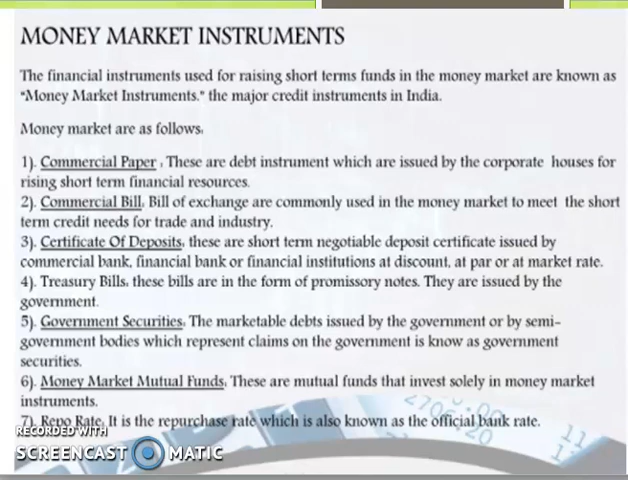 MONEY MARKET INSTRUMENTS
The financial instruments used for raising short terms funds in the money market are known as
"Money Market Instruments." the major credit instruments in India.
Money market are as follows.
1). Commercial Paper , These are debt instrument which are issued by the corporate houses for
rising short term financial resources.
2). Commercial Bill, Bill of exchange are commonly used in the money market to meet the short
term credit needs for trade and industry.
3). Certificate Of Deposits, these are short term negotiable deposit certificate issued by
commercial bank, financial bank or financial institutions at discount, at par or at market rate.
4). Treasury Bills, these bills are in the form of promissory notes. They are issued by the
government.
5). Government Securities, The marketable debts issued by the government or by semi-
government bodies which represent claims on the government is know as government
securities.
6). Money Market Mutual Funds, These are mutual funds that invest solely in money market
instruments.
7). Repo Rate, It is the repurchase rate which is also known as the official bank rate.
RECORDED WITH
SCREENCAST MATIC